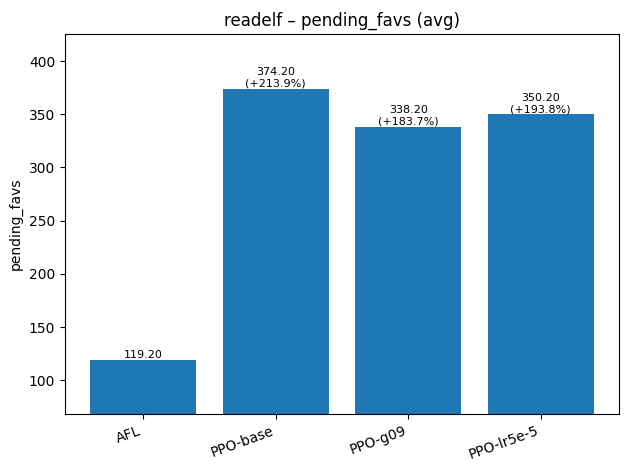 readelf – pending_favs (avg)
pending_favs
400
350
300
250
200
150
100
119.20
374.20
(+213.9%)
338.20
(+183.7%)
350.20
(+193.8%)
AFL
PPO-base
PPO-g09
PPO-lr5e-5